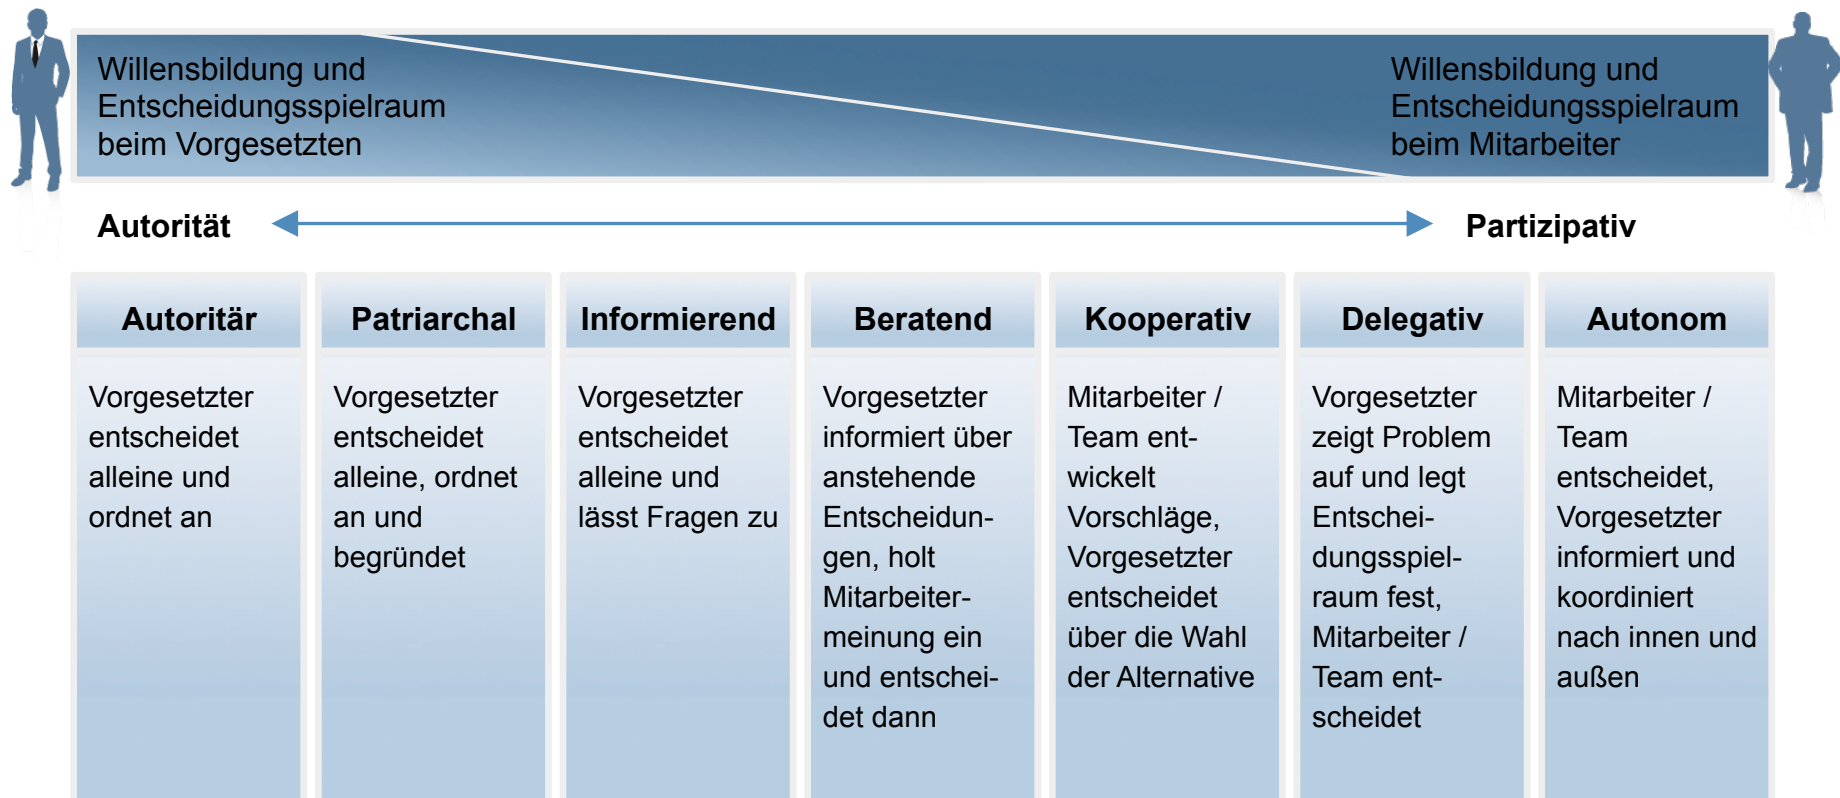 Willensbildung und
Entscheidungsspielraum
beim Vorgesetzten
Willensbildung und
Entscheidungsspielraum
beim Mitarbeiter
Autorität
Partizipativ
Autoritär
Vorgesetzter
entscheidet
alleine und
ordnet an
Patriarchal
Vorgesetzter
entscheidet
alleine, ordnet
an und
begründet
Informierend
Vorgesetzter
entscheidet
alleine und
lässt Fragen zu
Beratend
Vorgesetzter
informiert über
anstehende
Entscheidun-
gen, holt
Mitarbeiter-
meinung ein
und entschei-
det dann
Kooperativ
Mitarbeiter /
Team ent-
wickelt
Vorschläge,
Vorgesetzter
entscheidet
über die Wahl
der Alternative
Delegativ
Vorgesetzter
zeigt Problem
auf und legt
Entschei-
dungsspiel-
raum fest,
Mitarbeiter /
Team ent-
scheidet
Autonom
Mitarbeiter /
Team
entscheidet,
Vorgesetzter
informiert und
koordiniert
nach innen und
außen